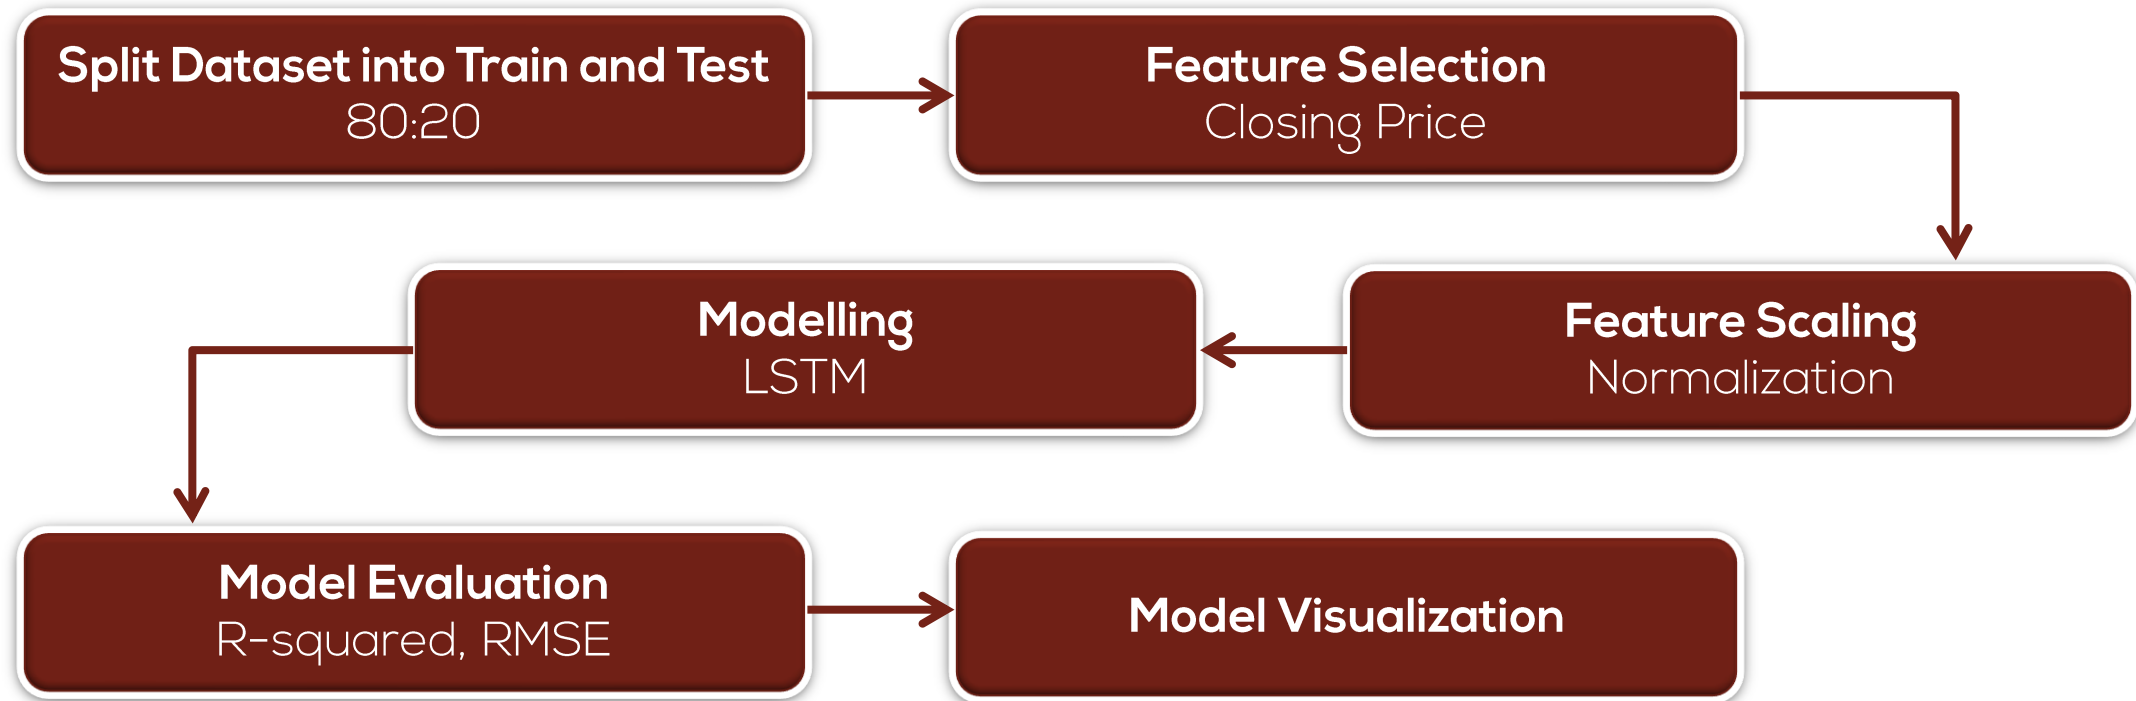 Split Dataset into Train and Test
80:20
Feature Selection
Closing Price
Feature Scaling
Normalization
Modelling
LSTM
Model Evaluation
R-squared, RMSE
Model Visualization